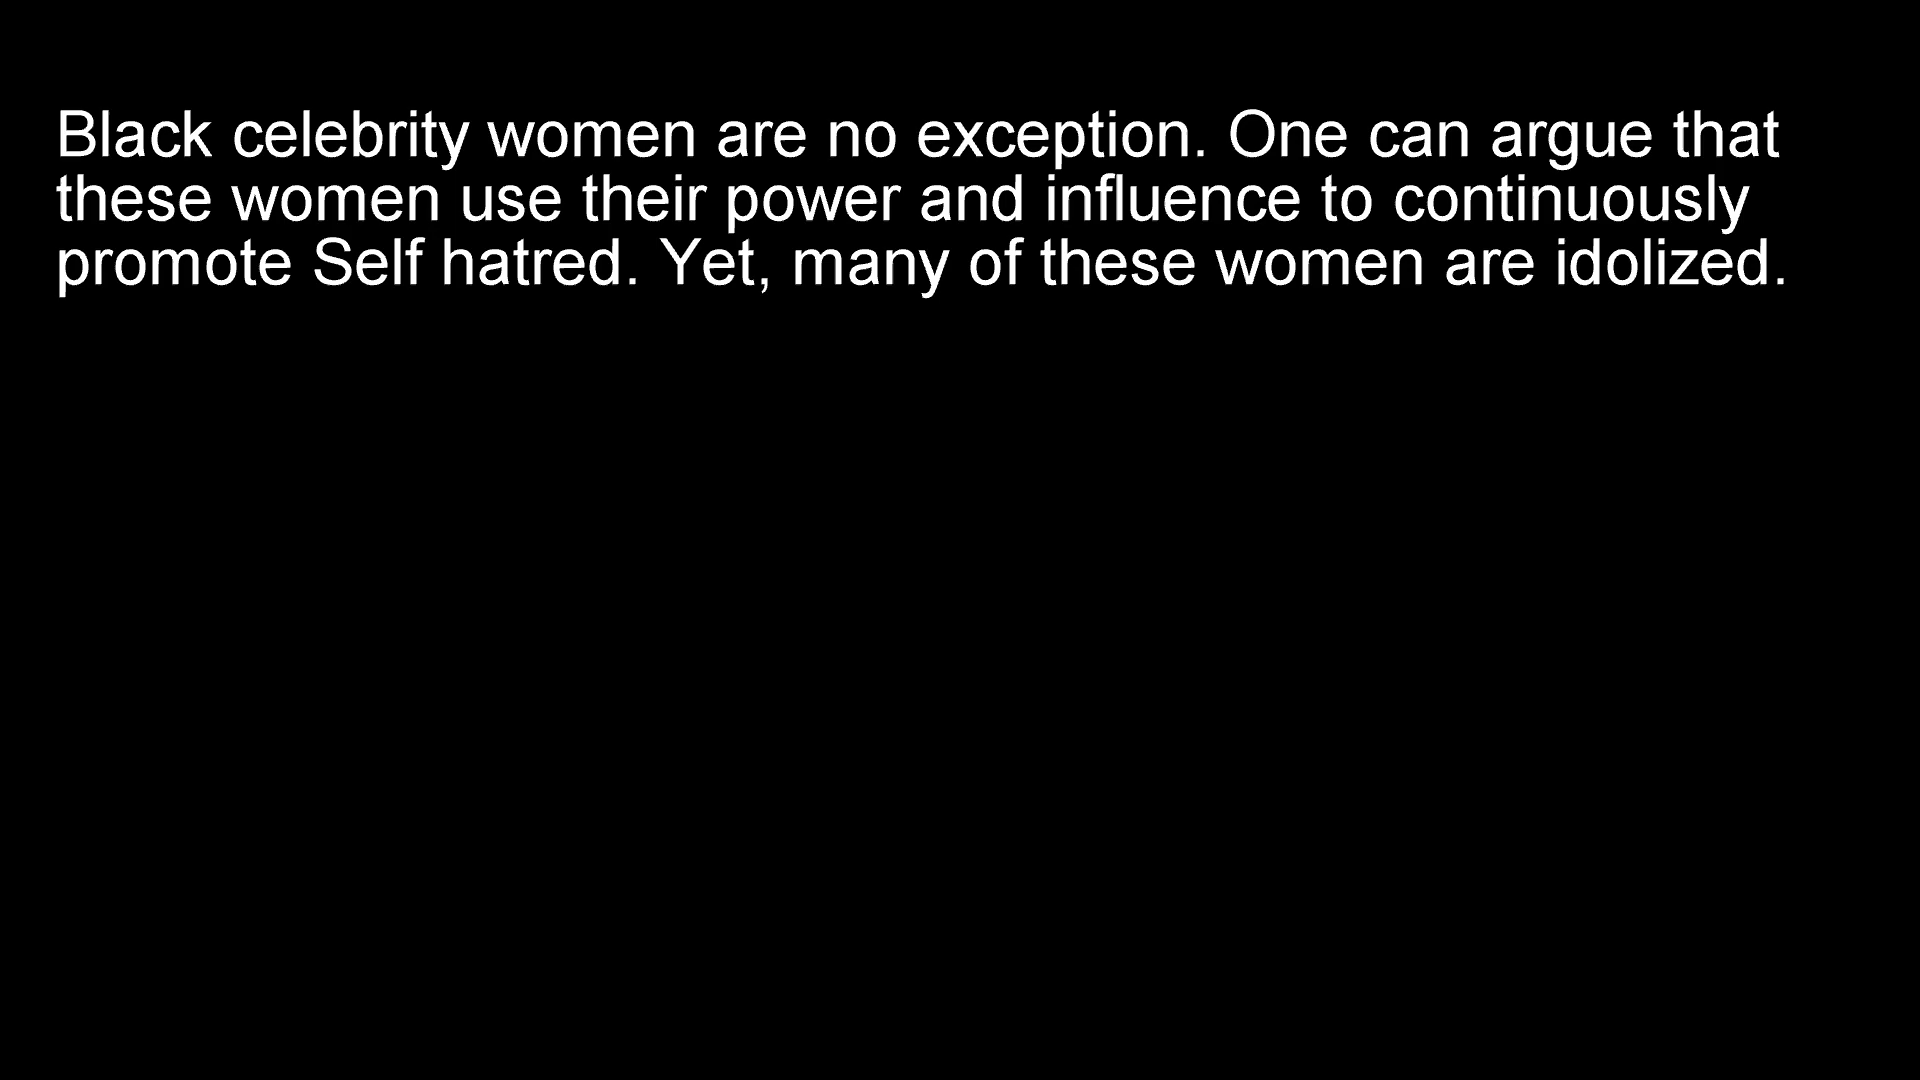 Black celebrity women are no exception. One can argue that
these women use their power and influence to continuously
promote Self hatred. Yet, many of these women are idolized.